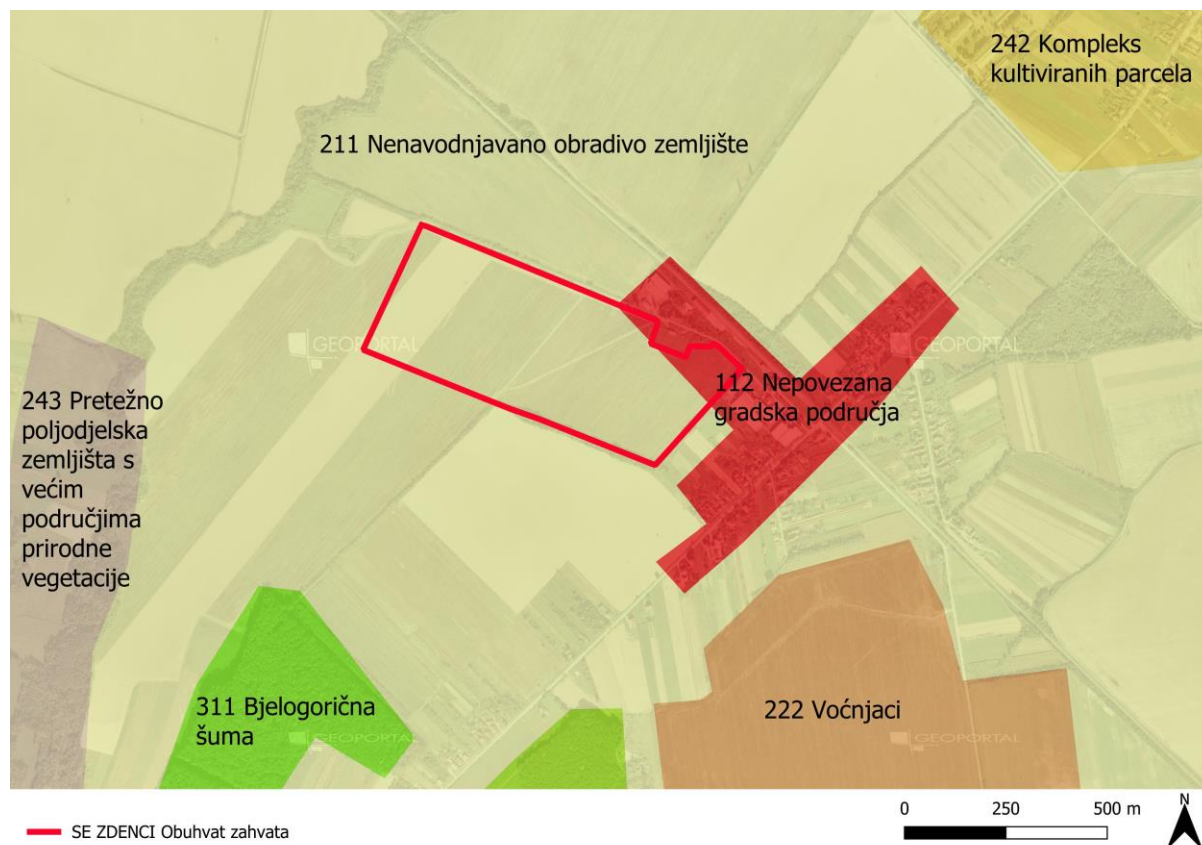 242 Kompleks
kultiviranih parcela
211 Nenavodnjavano obradivo zemljište
GEOPORTAL
GEOPORTAL
243 Pretežno
poljodjelska
zemljišta s
većim
područjima
prirodne
vegetacije
112 Nepovezana
gradska područja
311 Bjelogorična
šuma
222 Voćnjaci
GEOPORTAL
GEOPORTAL
SE ZDENCI Obuhvat zahvata
0 250 500 m
N